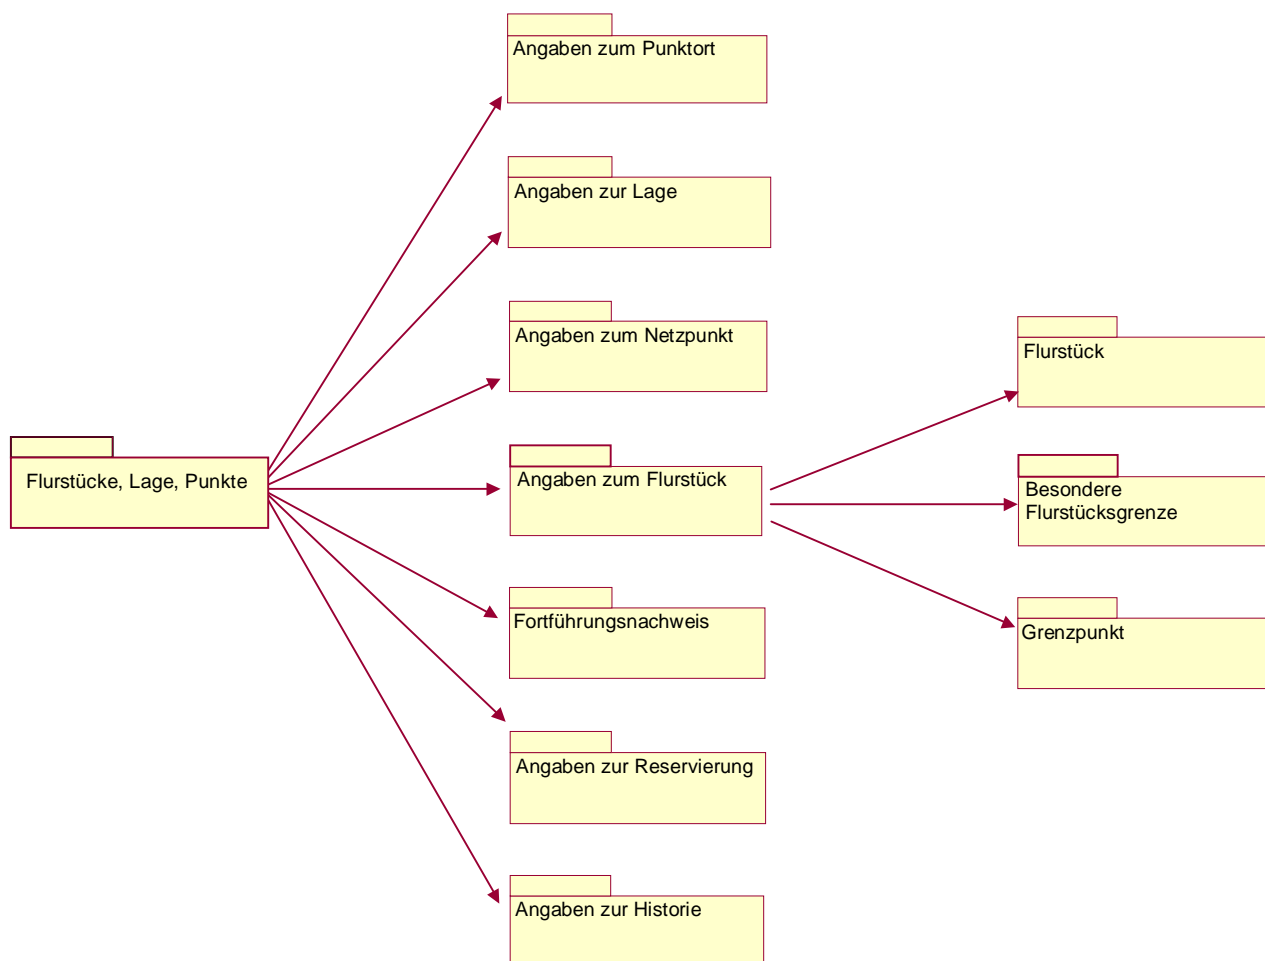 Angaben zum Punktort
Angaben zur Lage
Angaben zum Netzpunkt
Flurstück
Flurstücke, Lage, Punkte
Angaben zum Flurstück
Besondere
Flurstücksgrenze
Fortführungsnachweis
Grenzpunkt
Angaben zur Reservierung
Angaben zur Historie